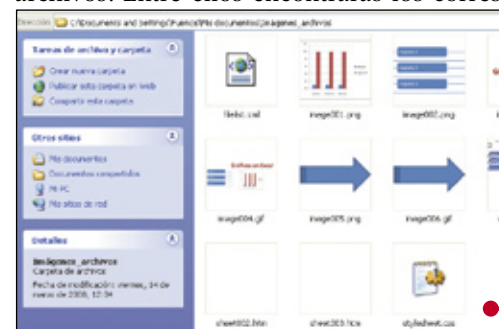 archivos. Entre ellos encontrarás los corres
Dirección C:\Documents and Settings\Fuencis\Mis documentos\Imágenes_archivos
Tareas de archivo y carpeta
Crear nueva carpeta
Publicar esta carpeta en Web
Compartir esta carpeta
Otros sitios
Mis documentos
Documentos compartidos
Mi PC
Mis sitios de red
Detalles
Imágenes_archivos
Carpeta de archivos
Fecha de modificación: viernes, 14 de
marzo de 2008, 12:34
filelist.xml
image001.png
image002.png
image004.gif
image005.png
image006.gif
sheet002.htm
sheet003.htm
stylesheet.css